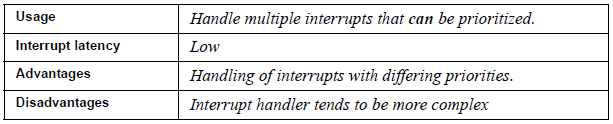 Usage Handle multiple interrupts that can be prioritized.
Interrupt latency Low
Advantages Handling of interrupts with differing priorities.
Disadvantages Interrupt handler tends to be more complex